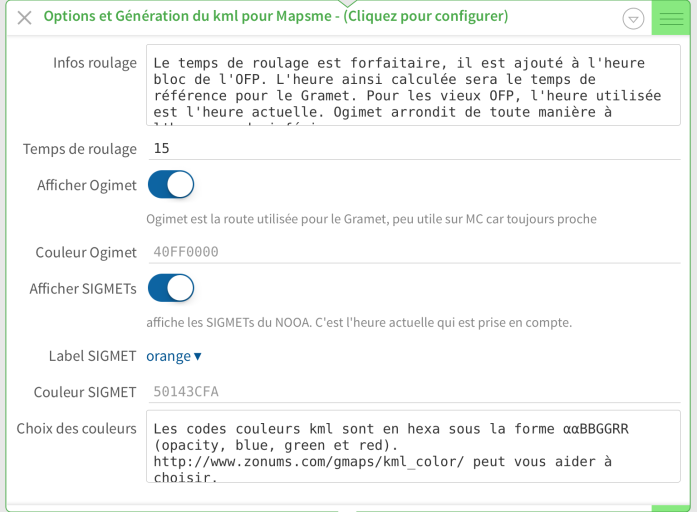 Options et Génération du kml pour Mapsme - (Cliquez pour configurer)
Infos roulage
Le temps de roulage est forfaitaire, il est ajouté à l'heure
bloc de l'OFP. L'heure ainsi calculée sera le temps de
référence pour le Gramet. Pour les vieux OFP, l'heure utilisée
est l'heure actuelle. Ogimet arrondit de toute manière à
Temps de roulage
15
Afficher Ogimet
Ogimet est la route utilisée pour le Gramet, peu utile sur MC car toujours proche
Couleur Ogimet
40FF0000
Afficher SIGMETs
affiche les SIGMETs du NOOA. C'est l'heure actuelle qui est prise en compte.
Label SIGMET
orange▼
Couleur SIGMET
50143CFA
Choix des couleurs
Les codes couleurs kml sont en hexa sous la forme ααBBGGRR
(opacity, blue, green et red).
http://www.zonums.com/gmaps/kml_color/ peut vous aider à
choisir.